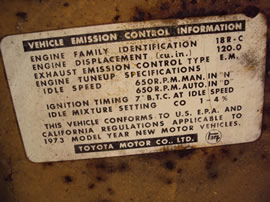 VEHICLE EMISSION CONTROL INFORMATION
ENGINE FAMILY IDENTIFICATION 18R-C
ENGINE DISPLACEMENT (cu.in.) 120.0
EXHAUST EMISSION CONTROL TYPE E.M.
ENGINE TUNEUP SPECIFICATIONS
IDLE SPEED 650R.P.M.MAN.IN "N"
650R.P.M.AUTO.IN "D"
IGNITION TIMING 7° B.T.C. AT IDLE SPEED
IDLE MIXTURE SETTING CO 1-4%
THIS VEHICLE CONFORMS TO U.S. E.P.A. AND
CALIFORNIA REGULATIONS APPLICABLE TO
1973 MODEL YEAR NEW MOTOR VEHICLES.
TOYOTA MOTOR CO., LTD.